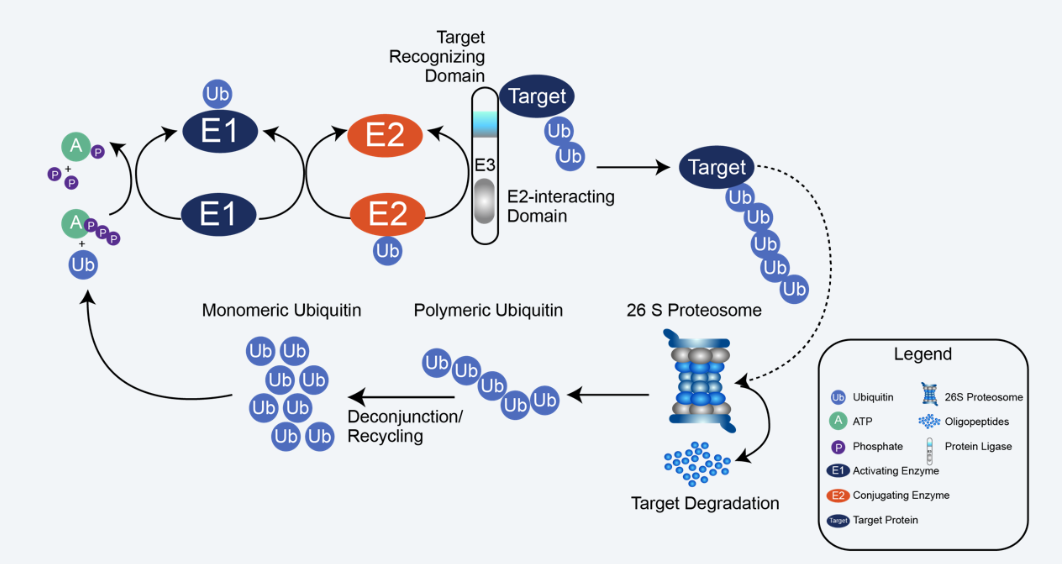 Target
Recognizing
Domain
Ub
Target
E1
E2
Ub
Ub
A P
+
P
P
E3
Target
E2-interacting
Domain
A P P P
+
Ub
E1
E2
Ub
Ub
Ub
Ub
Ub
Ub
Monomeric Ubiquitin
Polymeric Ubiquitin
26 S Proteosome
Ub Ub
Ub Ub
Ub Ub
Ub Ub
Ub
Ub
Ub
Ub
Ub
Deconjunction/
Recycling
Target Degradation
Legend
Ub Ubiquitin
26S Proteosome
A ATP
Oligopeptides
P Phosphate
Protein Ligase
E1 Activating Enzyme
E2 Conjugating Enzyme
Target Target Protein